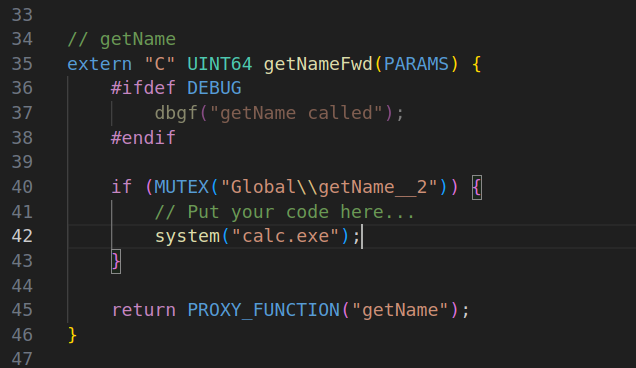 33
34 // getName
35 extern "C" UINT64 getNameFwd(PARAMS) {
36 #ifdef DEBUG
37 dbgf("getName called");
38 #endif
39
40 if (MUTEX("Global\\getName__2")) {
41 // Put your code here...
42 system("calc.exe");
43 }
44
45 return PROXY_FUNCTION("getName");
46 }
47